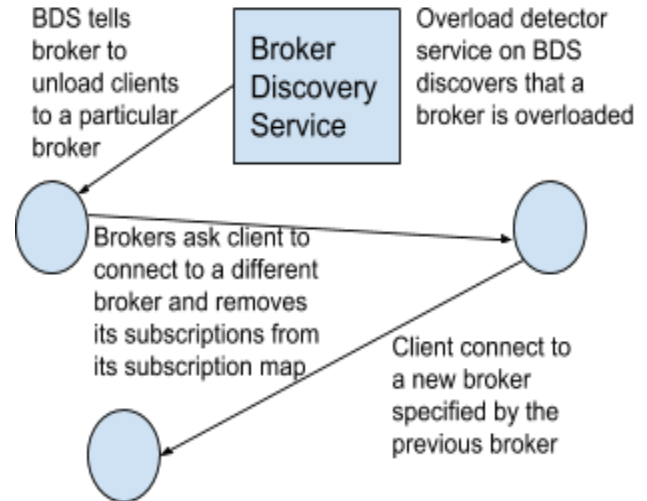 BDS tells
broker to
unload clients
to a particular
broker
Broker
Discovery
Service
Overload detector
service on BDS
discovers that a
broker is overloaded
Brokers ask client to
connect to a different
broker and removes
its subscriptions from
its subscription map
Client connect to
a new broker
specified by the
previous broker